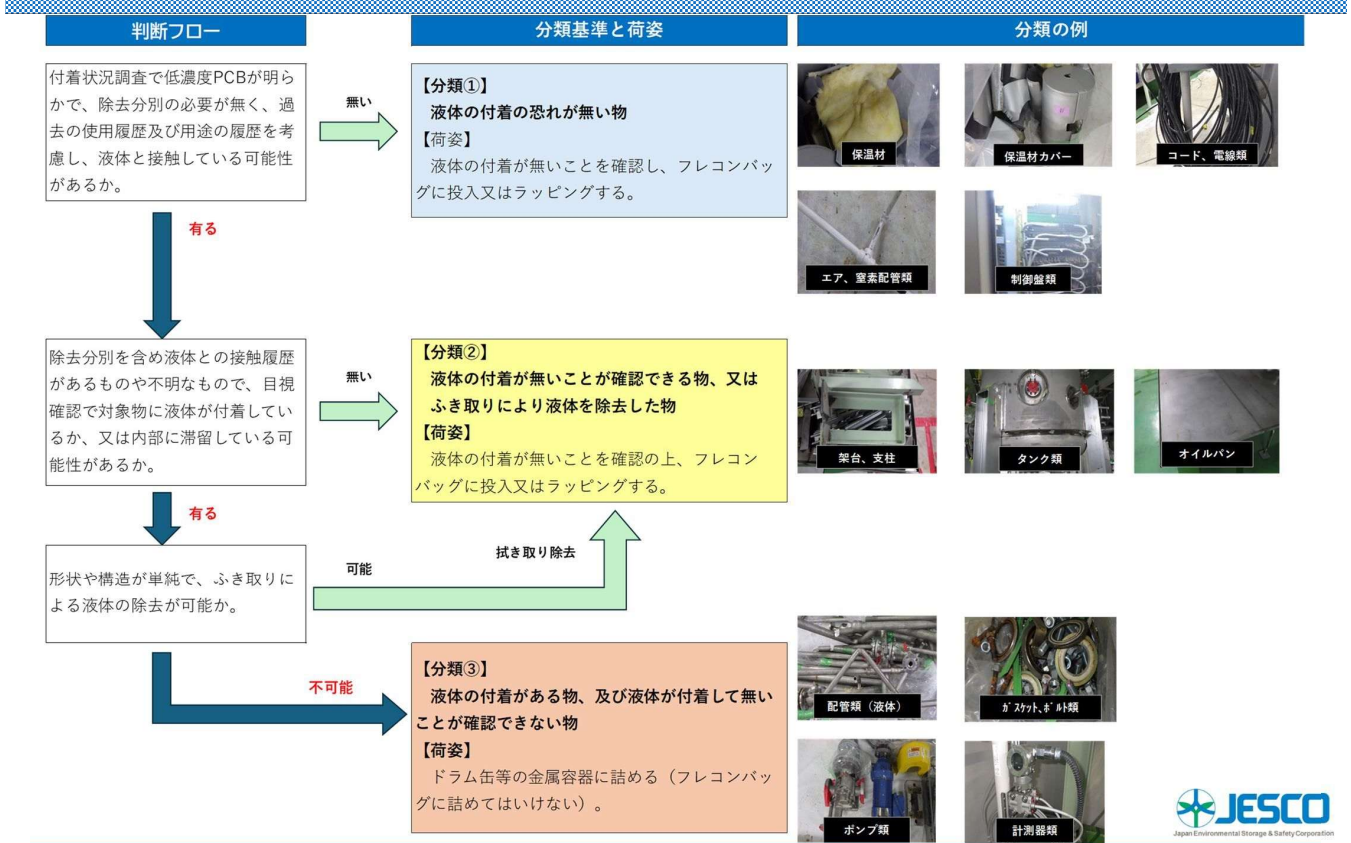 判断フロー
付着状況調査で低濃度PCBが明ら
かで、除去分別の必要が無く、過
去の使用履歴及び用途の履歴を考
慮し、液体と接触している可能性
があるか。
無い
有る
除去分別を含め液体との接触履歴
があるものや不明なもので、目視
確認で対象物に液体が付着してい
るか、又は内部に滞留している可
能性があるか。
無い
有る
形状や構造が単純で、ふき取りに
よる液体の除去が可能か。
可能
拭き取り除去
不可能
分類基準と荷姿
【分類①】
液体の付着の恐れが無い物
【荷姿】
液体の付着が無いことを確認し、フレコンバッ
グに投入又はラッピングする。
【分類②】
液体の付着が無いことが確認できる物、又は
ふき取りにより液体を除去した物
【荷姿】
液体の付着が無いことを確認の上、フレコン
バッグに投入又はラッピングする。
【分類③】
液体の付着がある物、及び液体が付着して無い
ことが確認できない物
【荷姿】
ドラム缶等の金属容器に詰める（フレコンバッ
グに詰めてはいけない）。
分類の例
保温材
保温材カバー
コード、電線類
エア、窒素配管類
制御盤類
架台、支柱
タンク類
オイルパン
配管類（液体）
ｶﾞｽｹｯﾄ、ﾎﾞﾙﾄ類
ポンプ類
計測器類
JESCO
Japan Environmental Storage & Safety Corporation